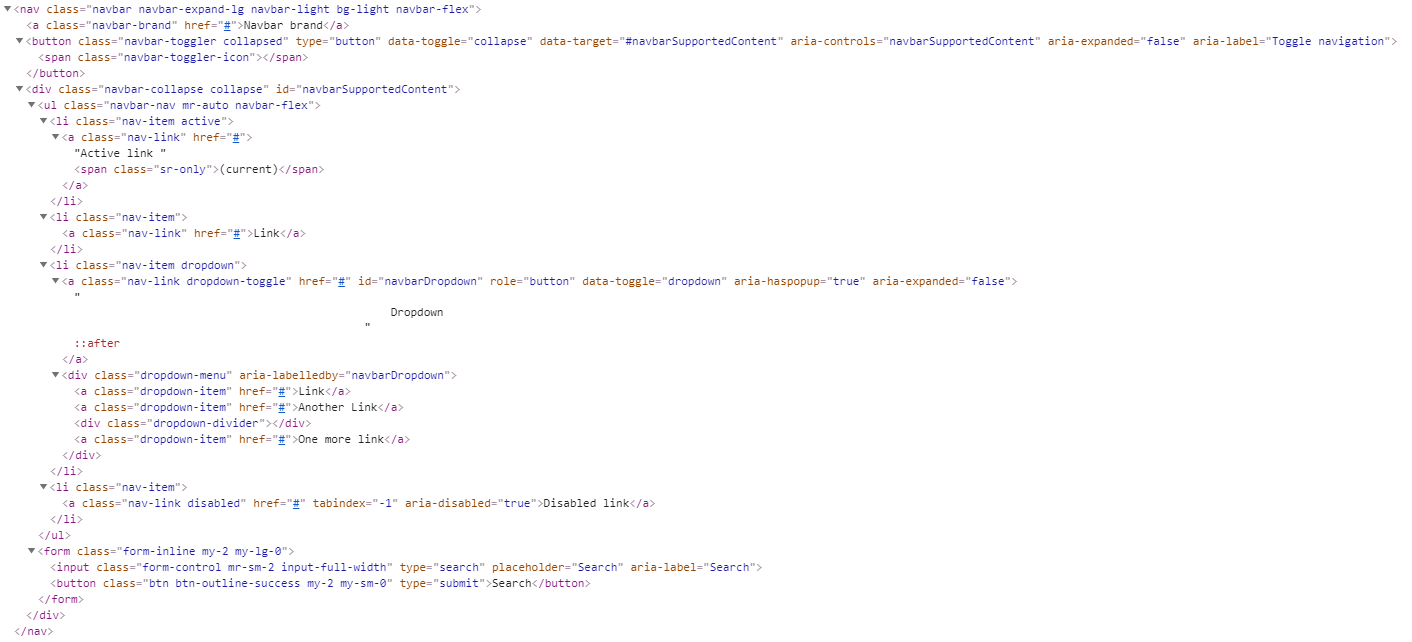 <nav class="navbar navbar-expand-lg navbar-light bg-light navbar-flex">
<a class="navbar-brand" href="#">Navbar brand</a>
<button class="navbar-toggler collapsed" type="button" data-toggle="collapse" data-target="#navbarSupportedContent" aria-controls="navbarSupportedContent" aria-expanded="false" aria-label="Toggle navigation">
<span class="navbar-toggler-icon"></span>
</button>
<div class="navbar-collapse collapse" id="navbarSupportedContent">
<ul class="navbar-nav mr-auto navbar-flex">
<li class="nav-item active">
<a class="nav-link" href="#">
"Active link "
<span class="sr-only">(current)</span>
</a>
</li>
<li class="nav-item">
<a class="nav-link" href="#">Link</a>
</li>
<li class="nav-item dropdown">
<a class="nav-link dropdown-toggle" href="#" id="navbarDropdown" role="button" data-toggle="dropdown" aria-haspopup="true" aria-expanded="false">
"
Dropdown
"
::after
</a>
<div class="dropdown-menu" aria-labelledby="navbarDropdown">
<a class="dropdown-item" href="#">Link</a>
<a class="dropdown-item" href="#">Another Link</a>
<div class="dropdown-divider"></div>
<a class="dropdown-item" href="#">One more link</a>
</div>
</li>
<li class="nav-item">
<a class="nav-link disabled" href="#" tabindex="-1" aria-disabled="true">Disabled link</a>
</li>
</ul>
<form class="form-inline my-2 my-lg-0">
<input class="form-control mr-sm-2 input-full-width" type="search" placeholder="Search" aria-label="Search">
<button class="btn btn-outline-success my-2 my-sm-0" type="submit">Search</button>
</form>
</div>
</nav>